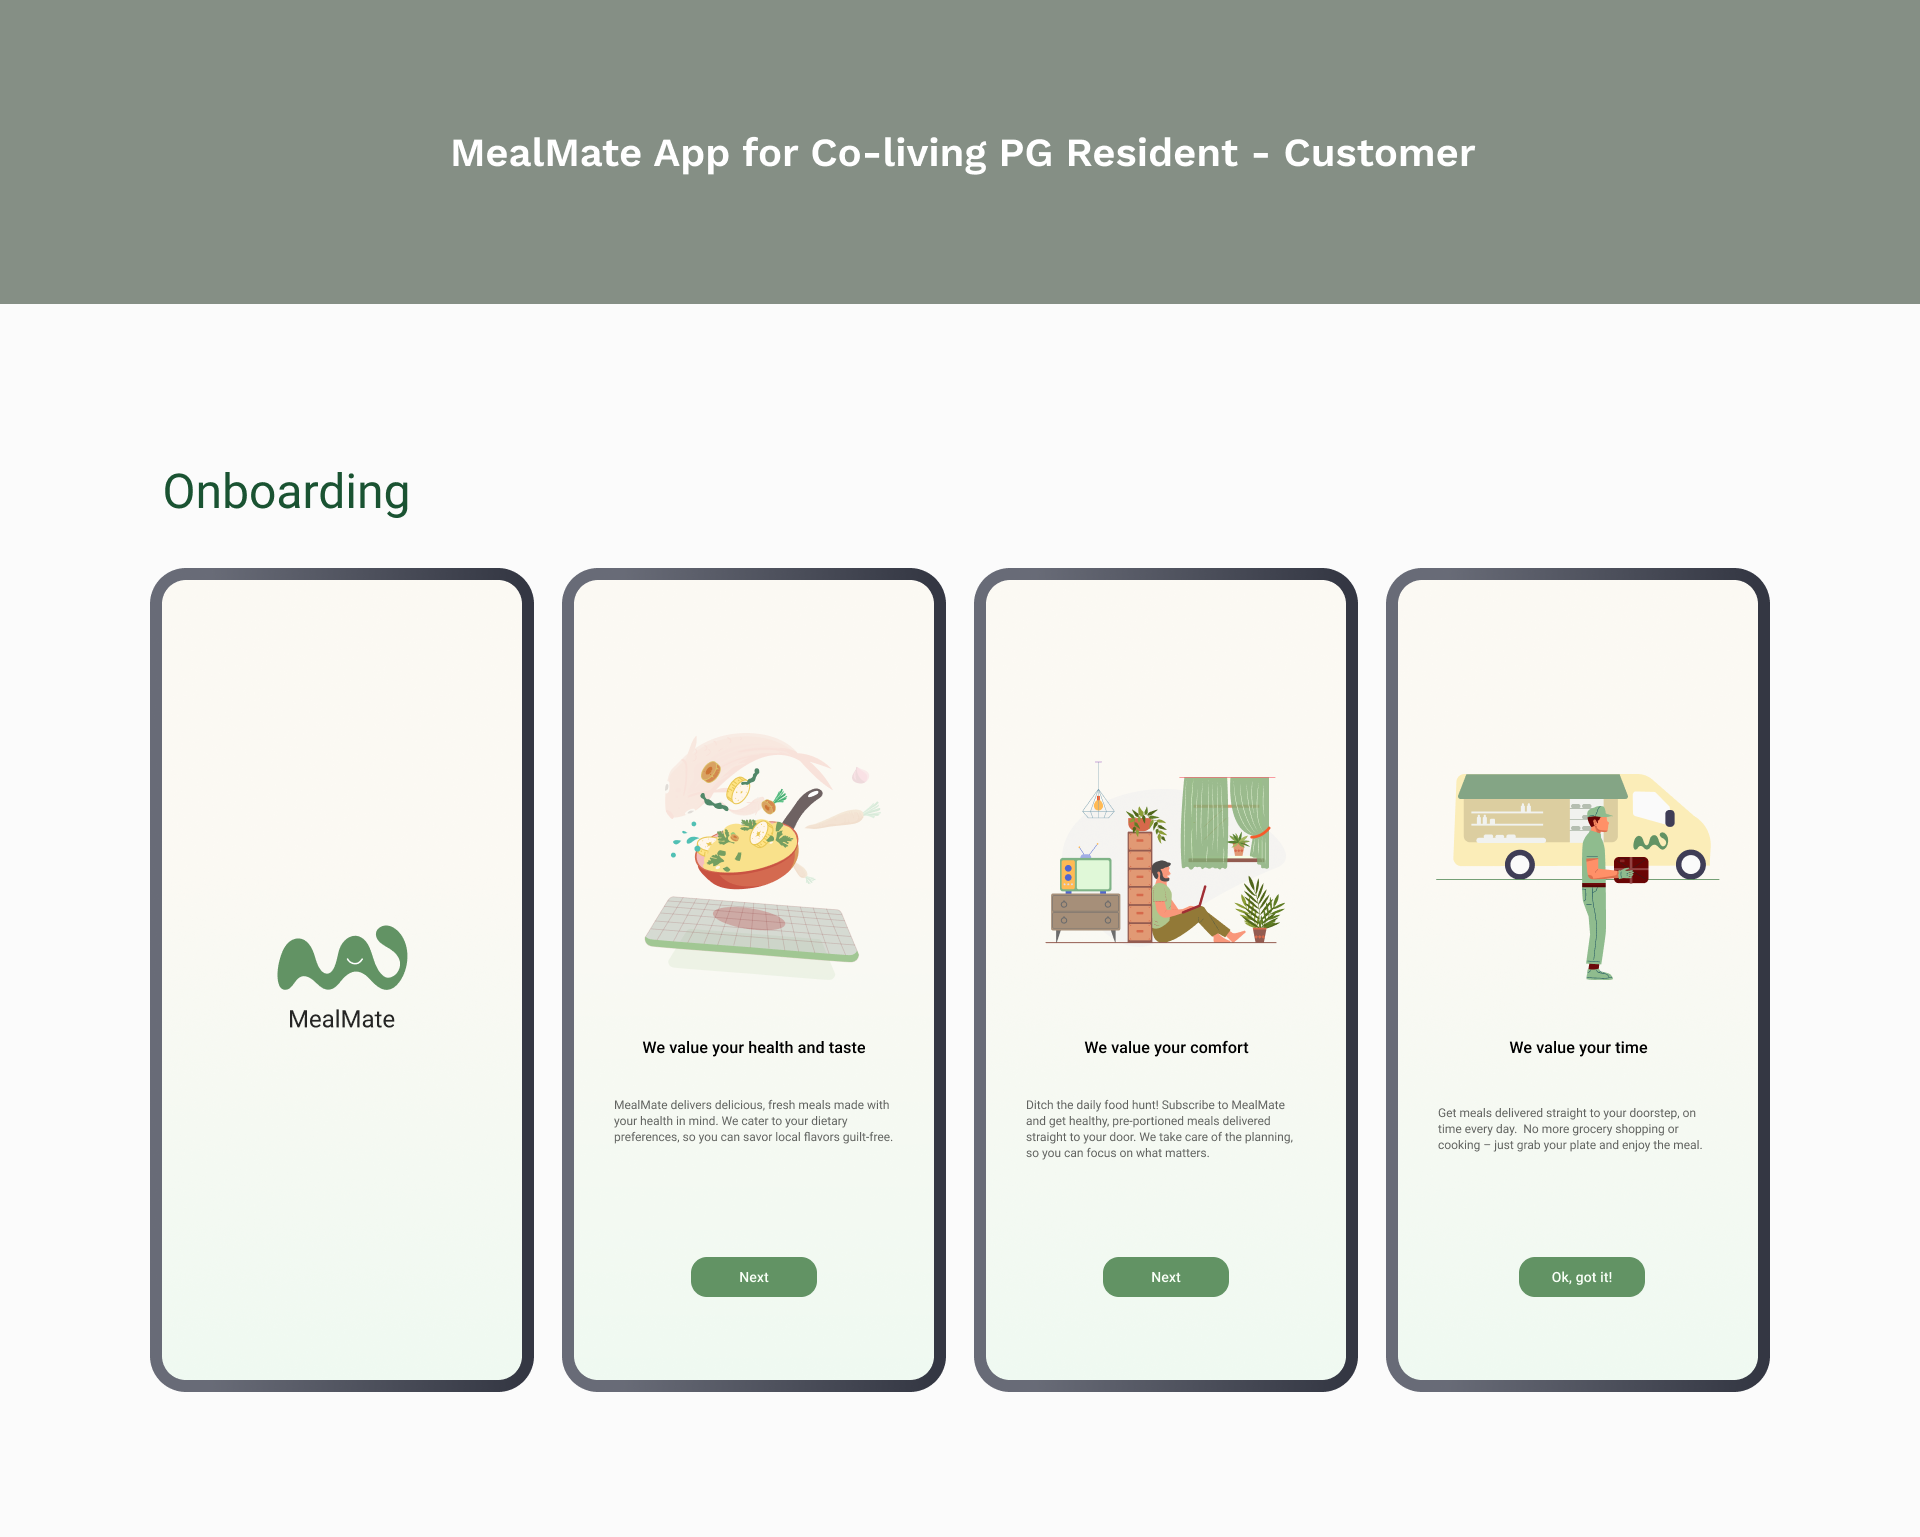 MealMate App for Co-living PG Resident - Customer
Onboarding
MealMate
We value your health and taste
MealMate delivers delicious, fresh meals made with
your health in mind. We cater to your dietary
preferences, so you can savor local flavors guilt-free.
Next
We value your comfort
Ditch the daily food hunt! Subscribe to MealMate
and get healthy, pre-portioned meals delivered
straight to your door. We take care of the planning,
so you can focus on what matters.
Next
We value your time
Get meals delivered straight to your doorstep, on
time every day.  No more grocery shopping or
cooking – just grab your plate and enjoy the meal.
Ok, got it!